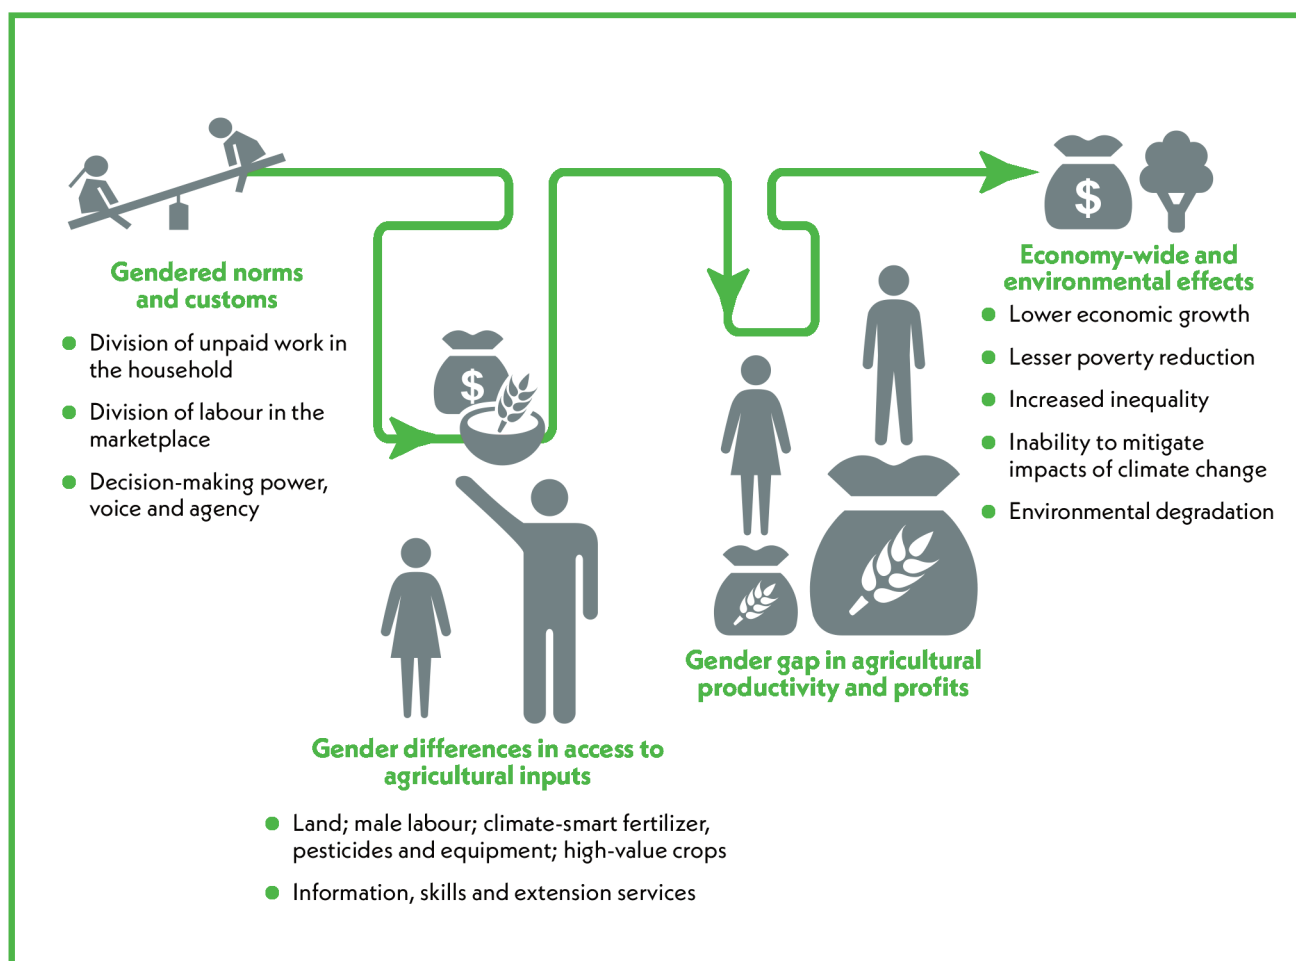 Gendered norms
and customs
Division of unpaid work in
the household
Division of labour in the
marketplace
Decision-making power,
voice and agency
$
Gender differences in access to
agricultural inputs
Land; male labour; climate-smart fertilizer,
pesticides and equipment; high-value crops
Information, skills and extension services
Gender gap in agricultural
productivity and profits
$
Economy-wide and
environmental effects
Lower economic growth
Lesser poverty reduction
Increased inequality
Inability to mitigate
impacts of climate change
Environmental degradation